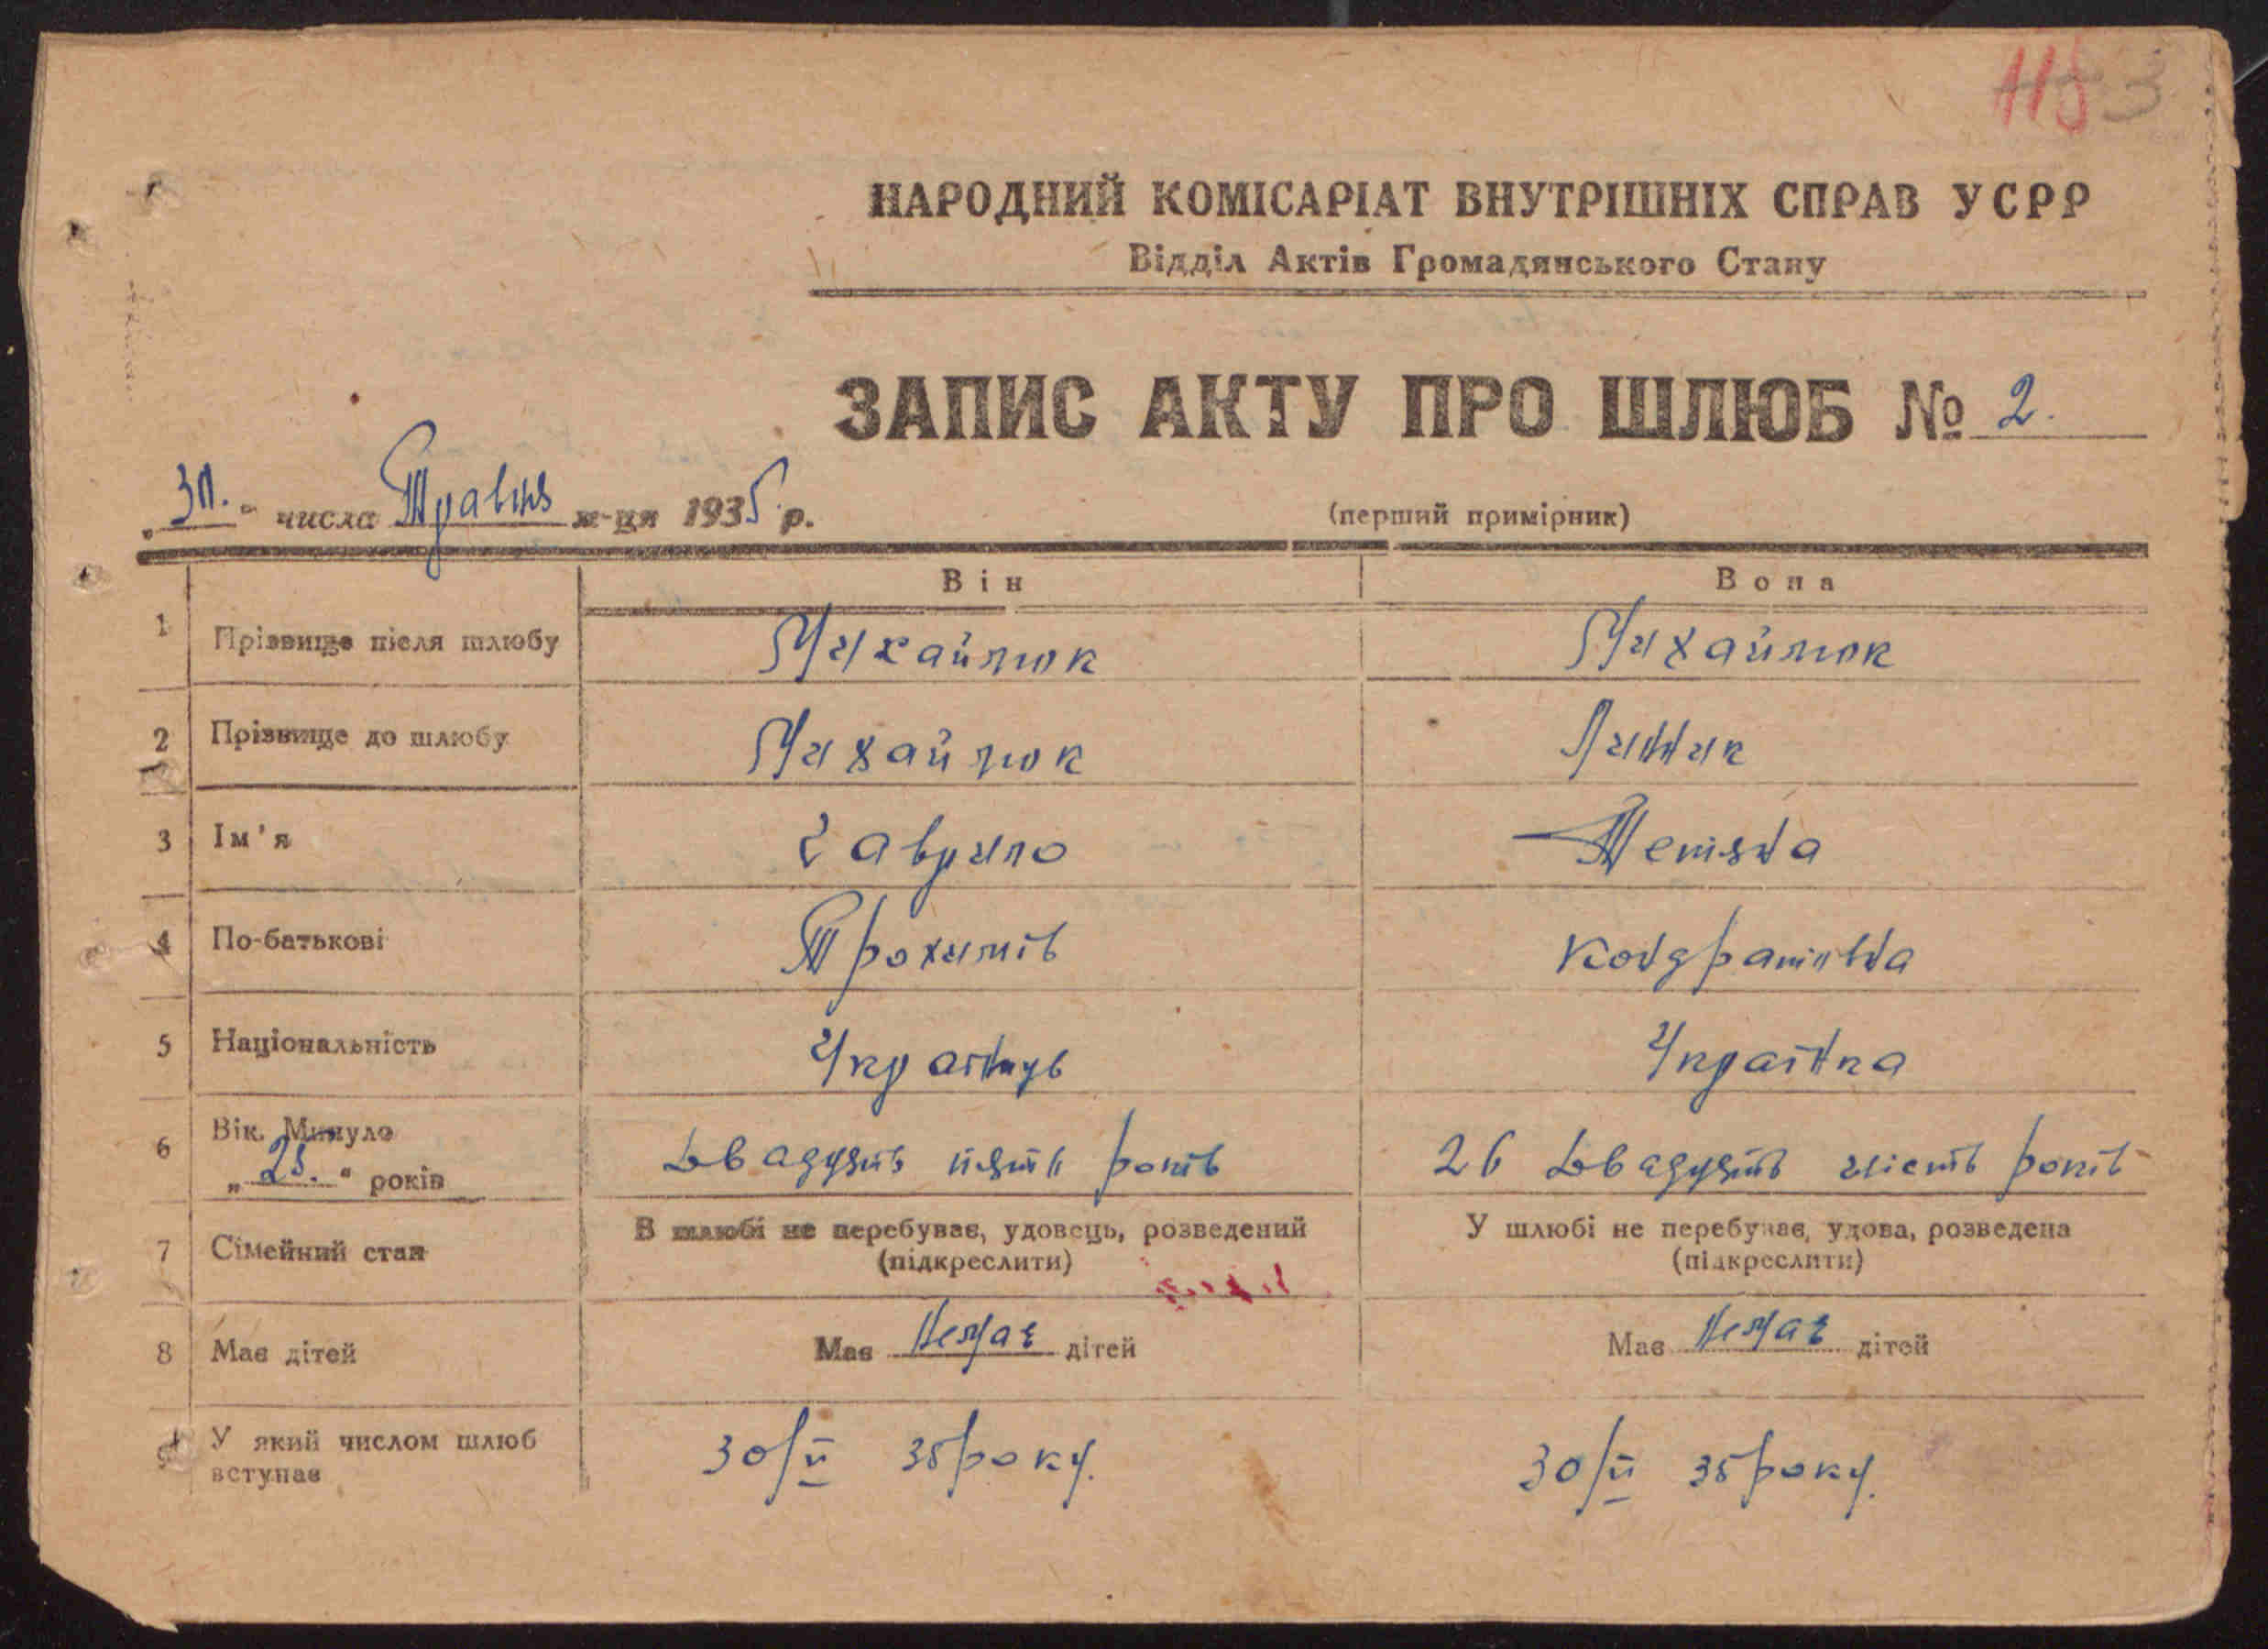 118 3
НАРОДНИЙ КОМІСАРІАТ ВНУТРІШНІХ СПРАВ УСРР
Відділ Актів Громадянського Стану
ЗАПИС АКТУ ПРО ШЛЮБ № 2.
„30.“ числа Травня м-ця 1935 р.
(перший примірник)
Він Вона
1 Прізвище після шлюбу Михайлюк Михайлюк
2 Прізвище до шлюбу Михайлюк Линник
3 Ім'я Гаврило Тетяна
4 По-батькові Трохимів Кондратівна
5 Національність Українець Українка
6 Вік. Минуло
„25.“ років Двадцять пять років 26 Двадцять шість років
7 Сімейний стан В шлюбі не перебуває, удовець, розведений У шлюбі не перебуває, удова, розведена
(підкреслити) (підкреслити)
8 Має дітей Має Немає дітей Має Немає дітей
9 У який числом шлюб
вступає 30/V 35 року. 30/V 35 року.